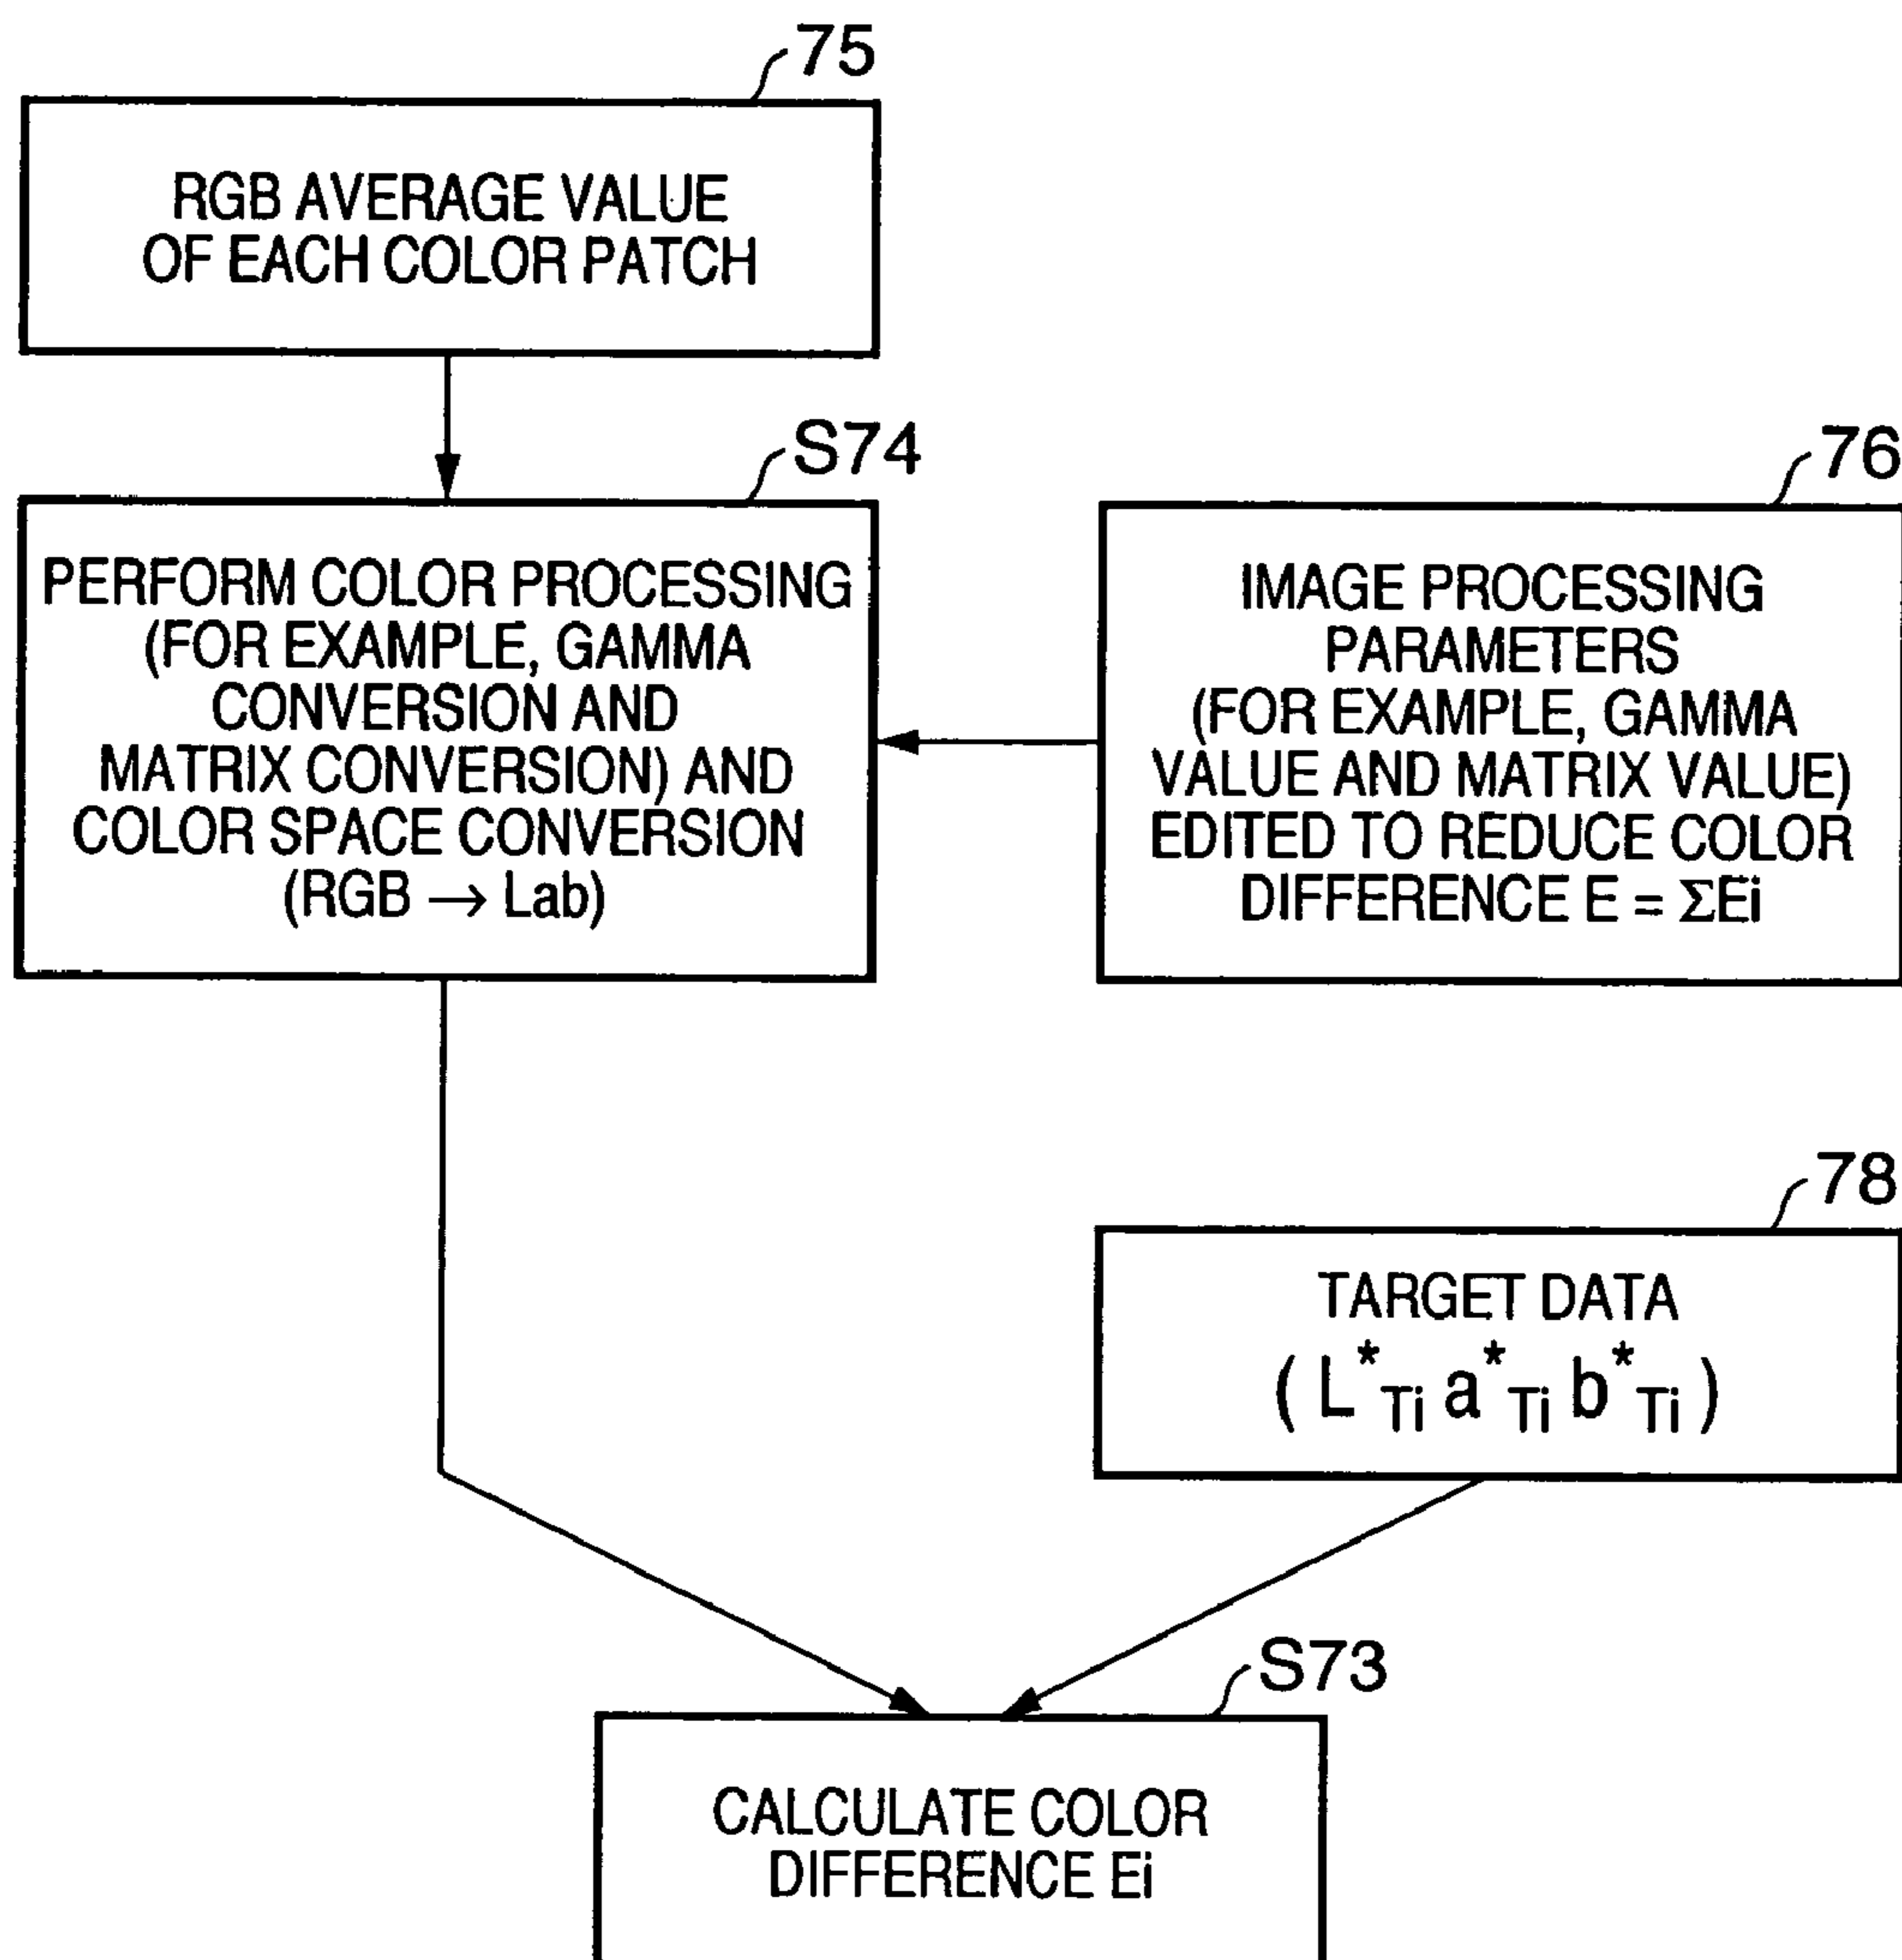 75
RGB AVERAGE VALUE
OF EACH COLOR PATCH
S74
PERFORM COLOR PROCESSING
(FOR EXAMPLE, GAMMA
CONVERSION AND
MATRIX CONVERSION) AND
COLOR SPACE CONVERSION
(RGB → Lab)
76
IMAGE PROCESSING
PARAMETERS
(FOR EXAMPLE, GAMMA
VALUE AND MATRIX VALUE)
EDITED TO REDUCE COLOR
DIFFERENCE E = ΣEi
78
TARGET DATA
( L*Ti a*Ti b*Ti )
S73
CALCULATE COLOR
DIFFERENCE Ei